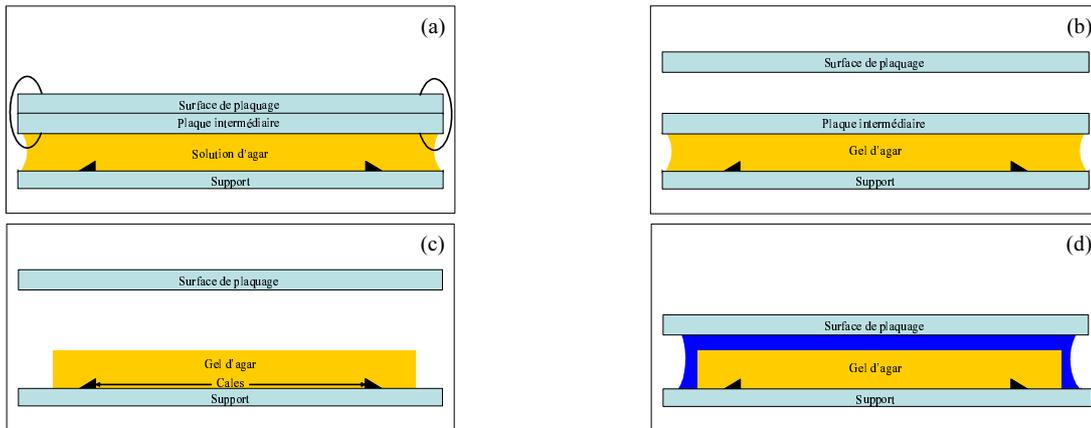 (a)
Surface de plaquage
Plaque intermédiaire
Solution d'agar
Support
(b)
Surface de plaquage
Plaque intermédiaire
Gel d'agar
Support
(c)
Surface de plaquage
Gel d'agar
Cales
Support
(d)
Surface de plaquage
Gel d'agar
Support